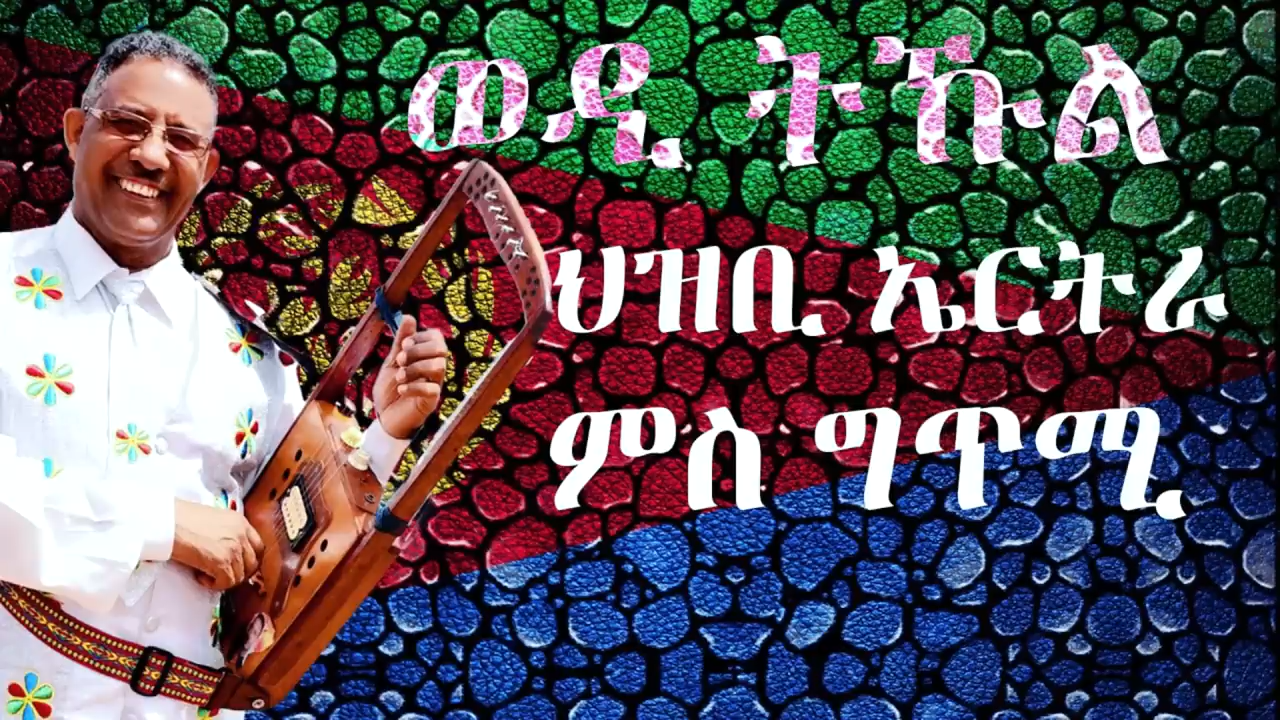 ወዲ ትኹል
ህዝቢ ኤርትራ
ምስ ግጥሚ